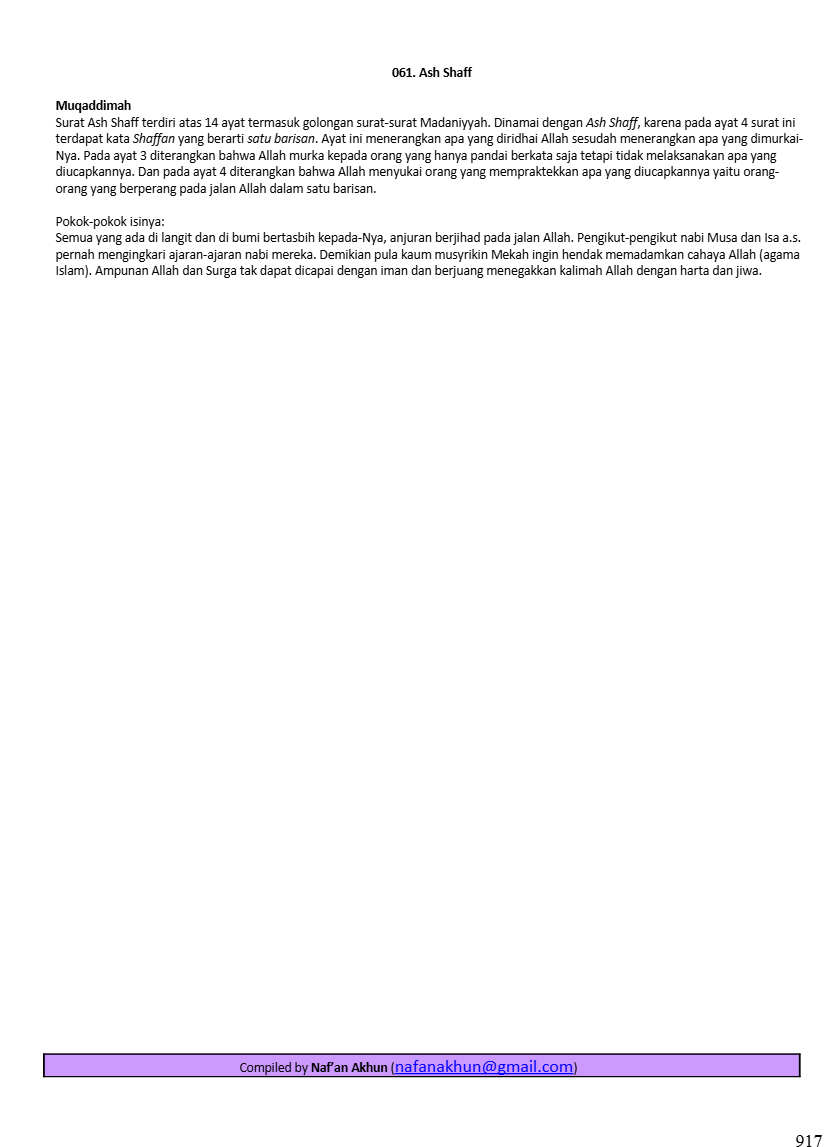 061. Ash Shaff
Muqaddimah
Surat Ash Shaff terdiri atas 14 ayat termasuk golongan surat-surat Madaniyyah. Dinamai dengan Ash Shaff, karena pada ayat 4 surat ini
terdapat kata Shaffan yang berarti satu barisan. Ayat ini menerangkan apa yang diridhai Allah sesudah menerangkan apa yang dimurkai-
Nya. Pada ayat 3 diterangkan bahwa Allah murka kepada orang yang hanya pandai berkata saja tetapi tidak melaksanakan apa yang
diucapkannya. Dan pada ayat 4 diterangkan bahwa Allah menyukai orang yang mempraktekkan apa yang diucapkannya yaitu orang-
orang yang berperang pada jalan Allah dalam satu barisan.
Pokok-pokok isinya:
Semua yang ada di langit dan di bumi bertasbih kepada-Nya, anjuran berjihad pada jalan Allah. Pengikut-pengikut nabi Musa dan Isa a.s.
pernah mengingkari ajaran-ajaran nabi mereka. Demikian pula kaum musyrikin Mekah ingin hendak memadamkan cahaya Allah (agama
Islam). Ampunan Allah dan Surga tak dapat dicapai dengan iman dan berjuang menegakkan kalimah Allah dengan harta dan jiwa.
Compiled by Naf'an Akhun (nafanakhun@gmail.com)
917